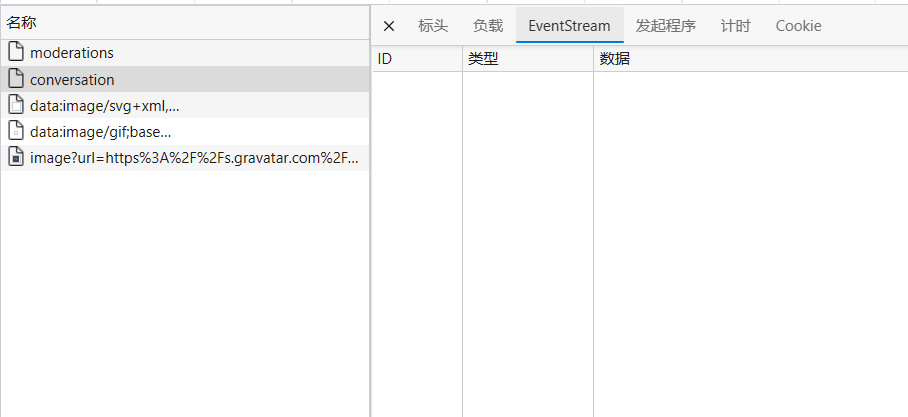 名称
moderations
conversation
data:image/svg+xml,...
data:image/gif;base...
image?url=https%3A%2F%2Fs.gravatar.com%2F...
标头 负载 EventStream 发起程序 计时 Cookie
ID 类型 数据